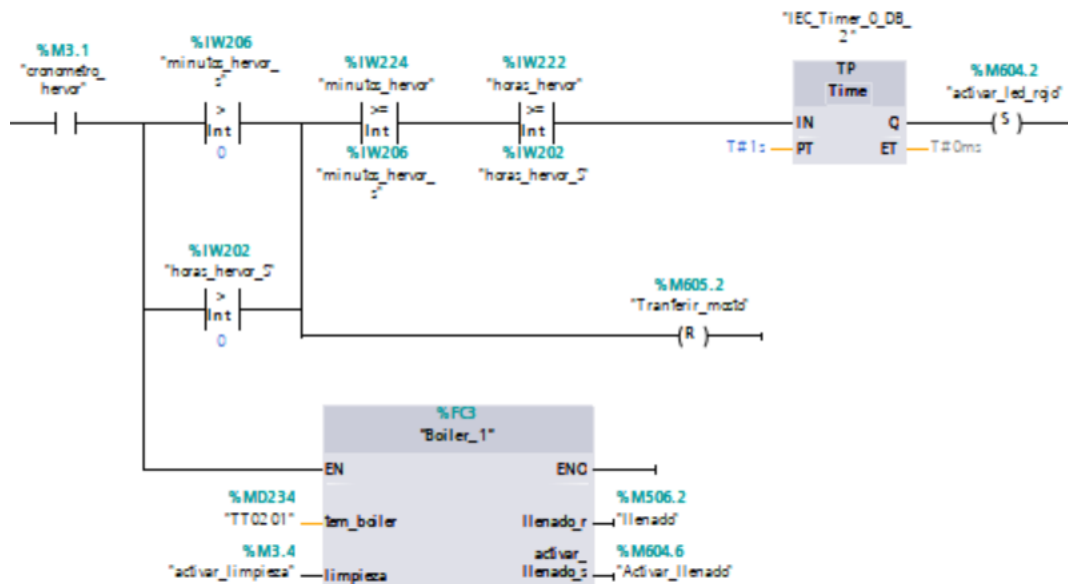 "IEC_Timer_0_DB_
2"
%M3.1
"cronometro_
hervor"
%IW206
"minutos_hervor_
s"
>
Int
0
%IW224
"minutos_hervor"
>=
Int
%IW206
"minutos_hervor_
s"
%IW222
"horas_hervor"
>=
Int
%IW202
"horas_hervor_S"
TP
Time
IN
Q
T#1s
PT
ET
T#0ms
%M604.2
"activar_led_rojo"
S
%IW202
"horas_hervor_S"
>
Int
0
%M605.2
"Tranferir_mosto"
R
%FC3
"Boiler_1"
EN
ENO
%MD234
"TT0201"
tem_boiler
llenado_r
%M506.2
"llenado"
%M3.4
"activar_limpieza"
limpieza
activar_
llenado_s
%M604.6
"Activar_llenado"